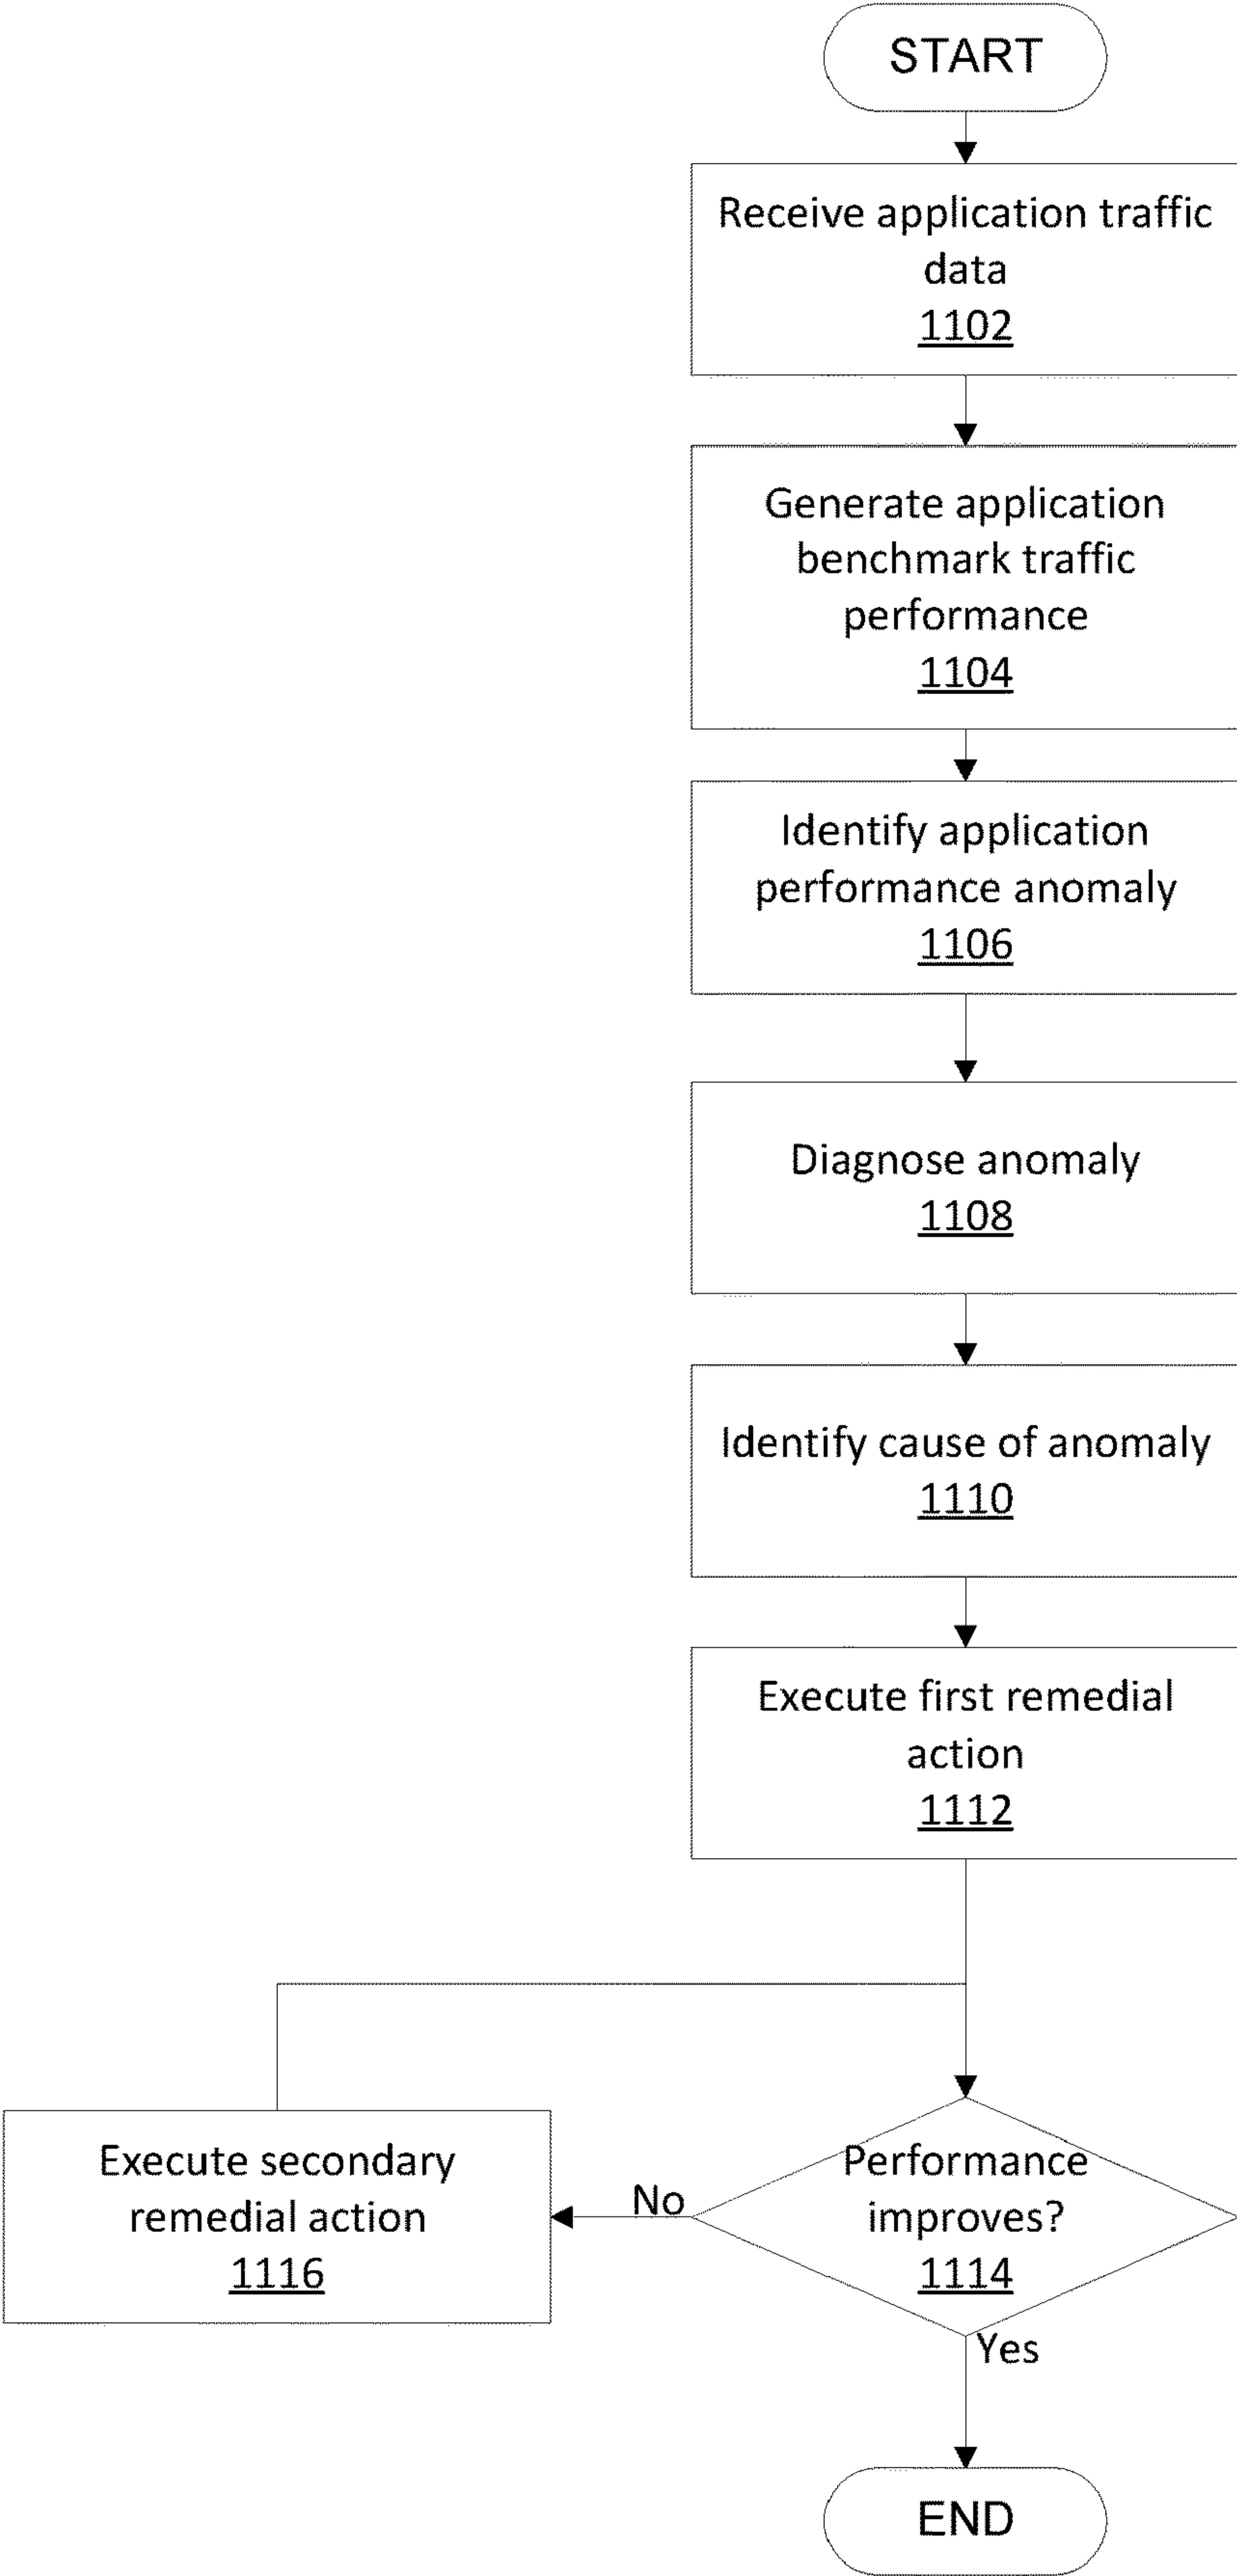 START
Receive application traffic
data
1102
Generate application
benchmark traffic
performance
1104
Identify application
performance anomaly
1106
Diagnose anomaly
1108
Identify cause of anomaly
1110
Execute first remedial
action
1112
Performance
improves?
1114
No
Execute secondary
remedial action
1116
Yes
END